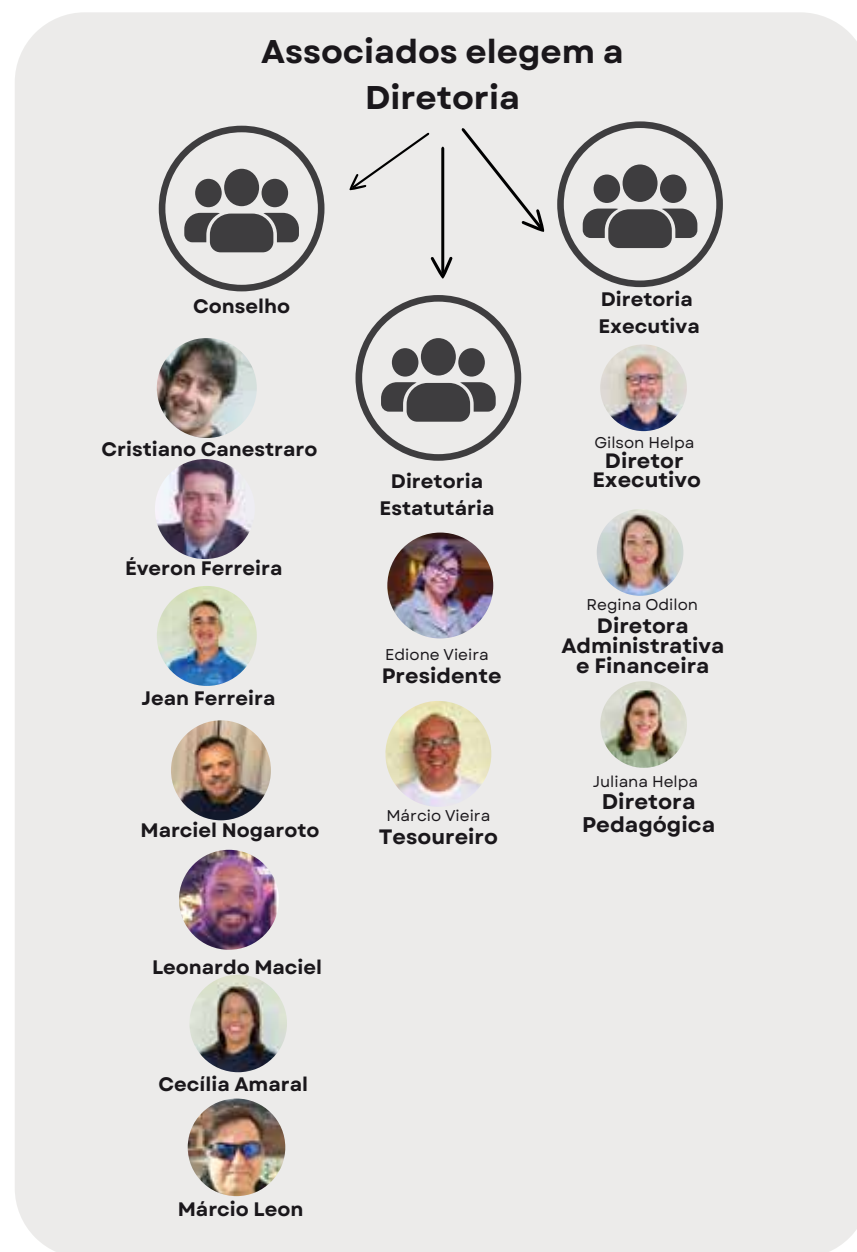 Associados elegem a
Diretoria
Conselho
Cristiano Canestraro
Éveron Ferreira
Jean Ferreira
Marciel Nogaroto
Leonardo Maciel
Cecília Amaral
Márcio Leon
Diretoria
Estatutária
Edione Vieira
Presidente
Márcio Vieira
Tesoureiro
Diretoria
Executiva
Gilson Helpa
Diretor
Executivo
Regina Odilon
Diretora
Administrativa
e Financeira
Juliana Helpa
Diretora
Pedagógica